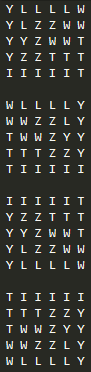 Y L L L L W
Y L Z Z W W
Y Y Z W W T
Y Z Z T T T
I I I I I T

W L L L L Y
W W Z Z L Y
T W W Z Y Y
T T T Z Z Y
T I I I I I

I I I I I T
Y Z Z T T T
Y Y Z W W T
Y L Z Z W W
Y L L L L W

T I I I I I
T T T Z Z Y
T W W Z Y Y
W W Z Z L Y
W L L L L Y